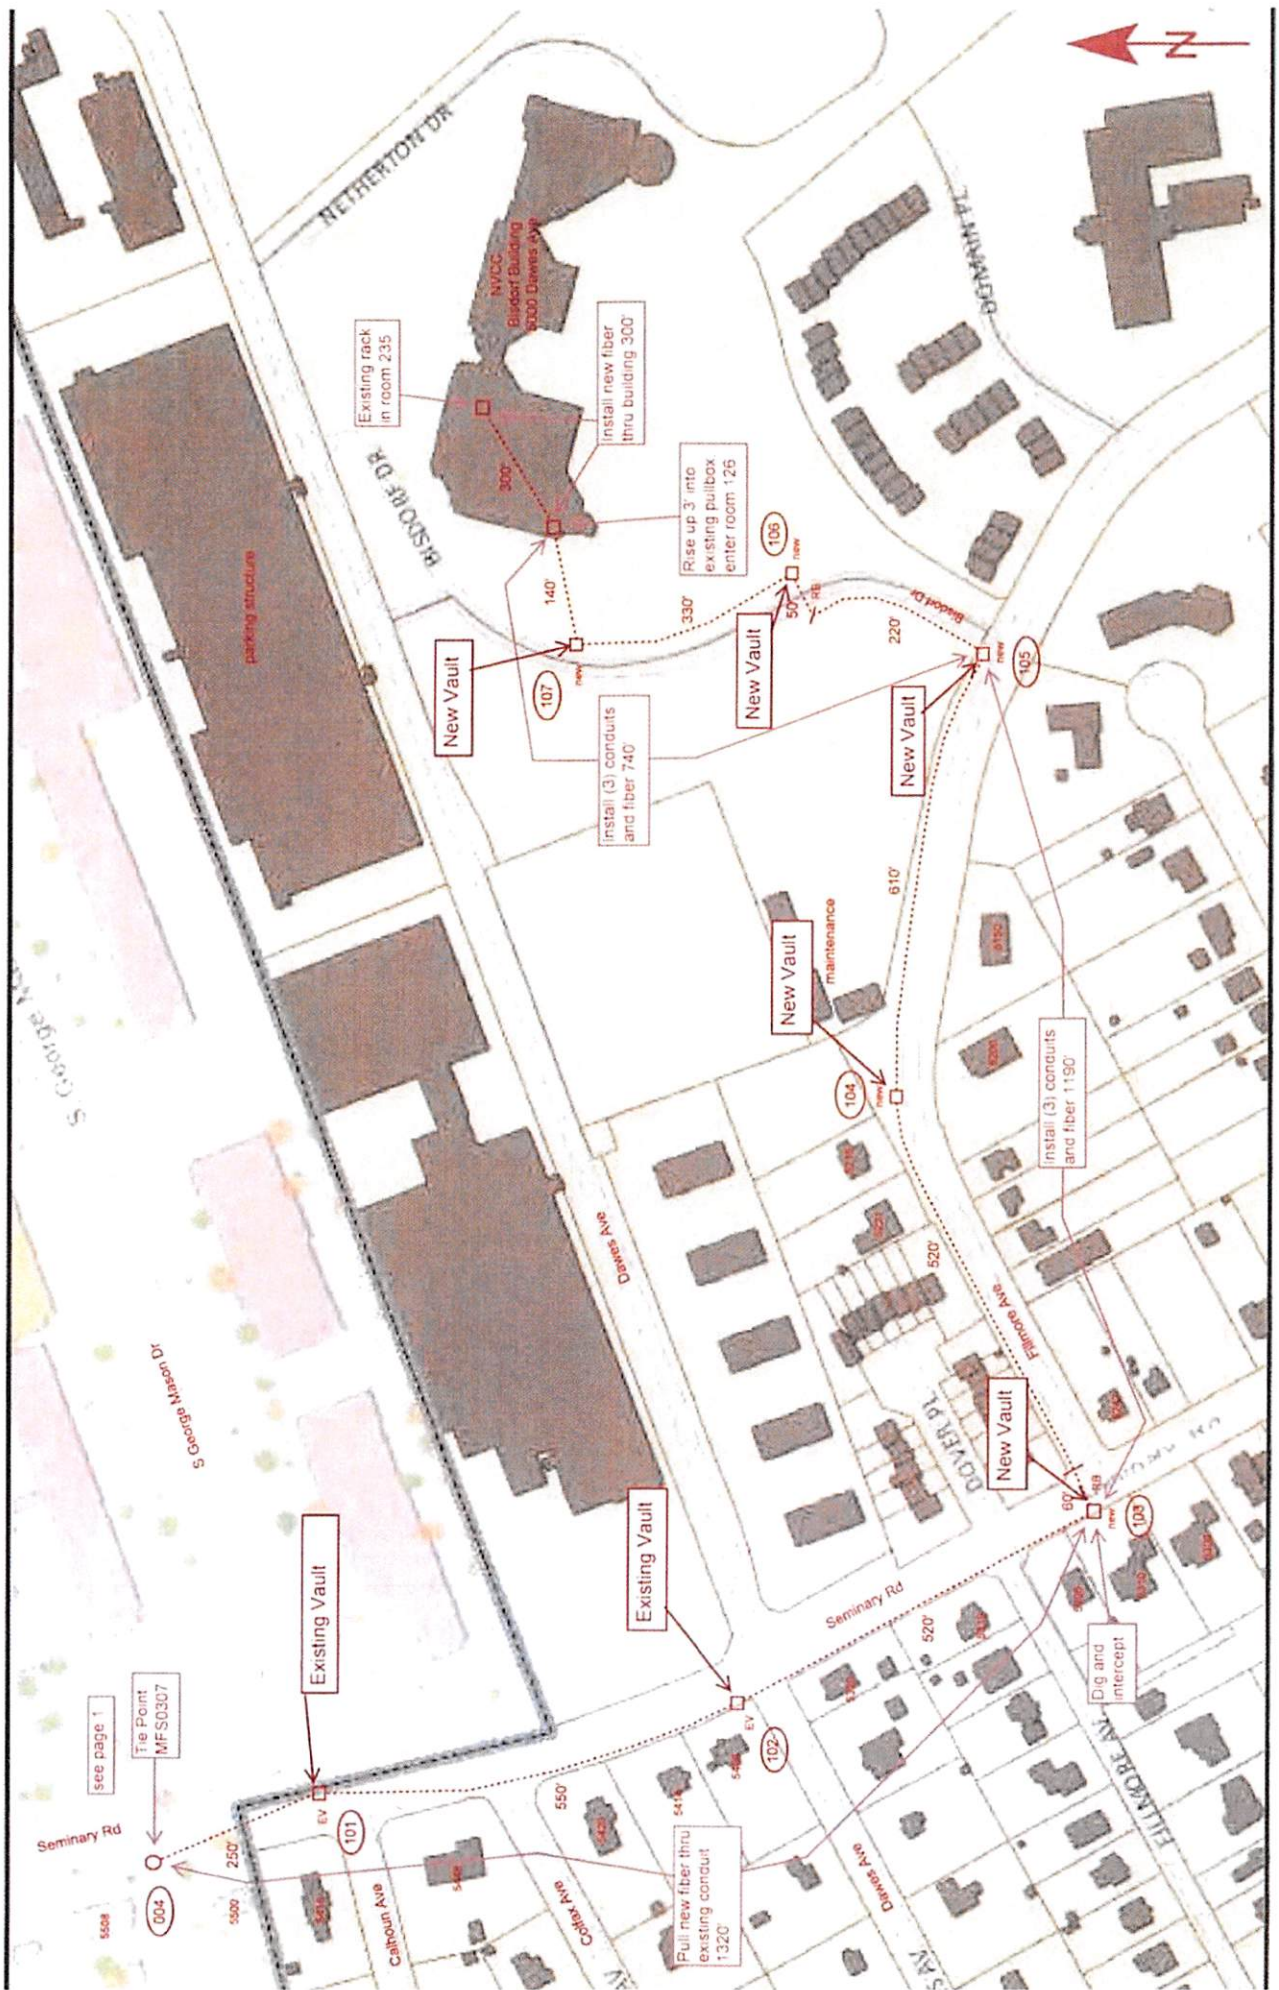 see page 1
Tie Point
MFS0307
Seminary Rd
004
250'
5508
5500
EV
101
Existing Vault
S George Mason Dr
Calhoun Ave
Colfax Ave
550'
Existing Vault
EV
102
Pull new fiber thru
existing conduit
1320'
Dawes Ave
Seminary Rd
520'
FILLMORE AV
Dig and
intercept
60'
RB
new
103
New Vault
DOVER PL
Fillmore Ave
520'
Install (3) conduits
and fiber 1190'
104
new
New Vault
maintenance
610'
Dawes Ave
parking structure
New Vault
105
new
220'
Bisdorf Dr
50'
RB
106
new
New Vault
330'
Install (3) conduits
and fiber 740'
107
new
New Vault
140'
BISDORF DR
Rise up 3' into
existing pullbox
enter room 126
Install new fiber
thru building 300'
300'
Existing rack
in room 235
NVCC
Bisdorf Building
5000 Dawes Ave
NETHERTON DR
DOMAIN PL
N